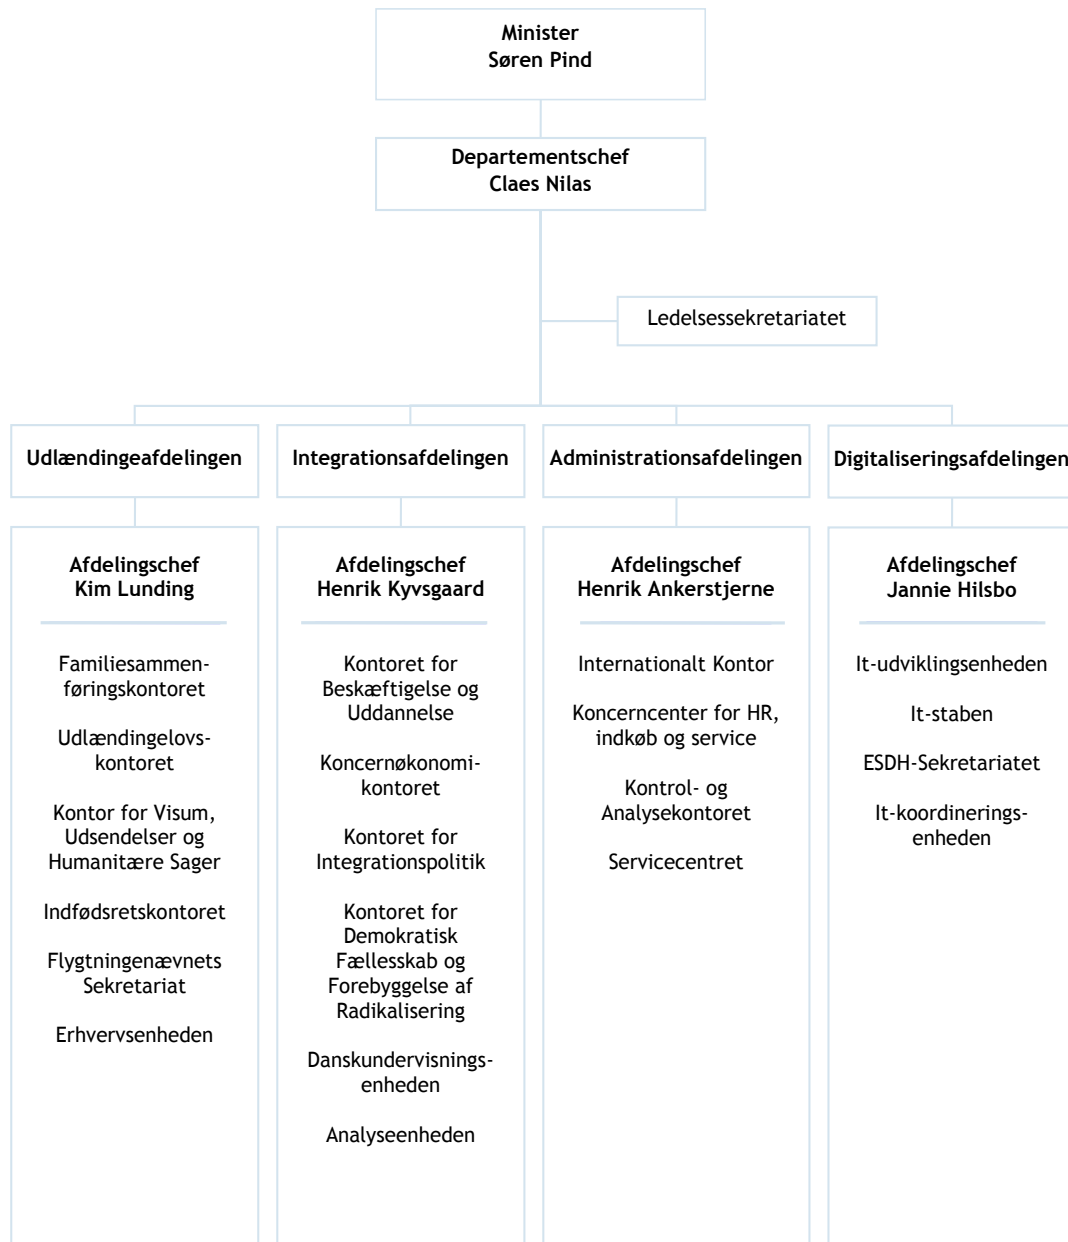 Minister
Søren Pind
Departementschef
Claes Nilas
Ledelsessekretariatet
Udlændingeafdelingen
Integrationsafdelingen
Administrationsafdelingen
Digitaliseringsafdelingen
Afdelingschef
Kim Lunding
Familiesammen-
føringskontoret
Udlændingelovs-
kontoret
Kontor for Visum,
Udsendelser og
Humanitære Sager
Indfødsretskontoret
Flygtningenævnets
Sekretariat
Erhvervsenheden
Afdelingschef
Henrik Kyvsgaard
Kontoret for
Beskæftigelse og
Uddannelse
Koncernøkonomi-
kontoret
Kontoret for
Integrationspolitik
Kontoret for
Demokratisk
Fællesskab og
Forebyggelse af
Radikalisering
Danskundervisnings-
enheden
Analyseenheden
Afdelingschef
Henrik Ankerstjerne
Internationalt Kontor
Koncerncenter for HR,
indkøb og service
Kontrol- og
Analysekontoret
Servicecentret
Afdelingschef
Jannie Hilsbo
It-udviklingsenheden
It-staben
ESDH-Sekretariatet
It-koordinerings-
enheden